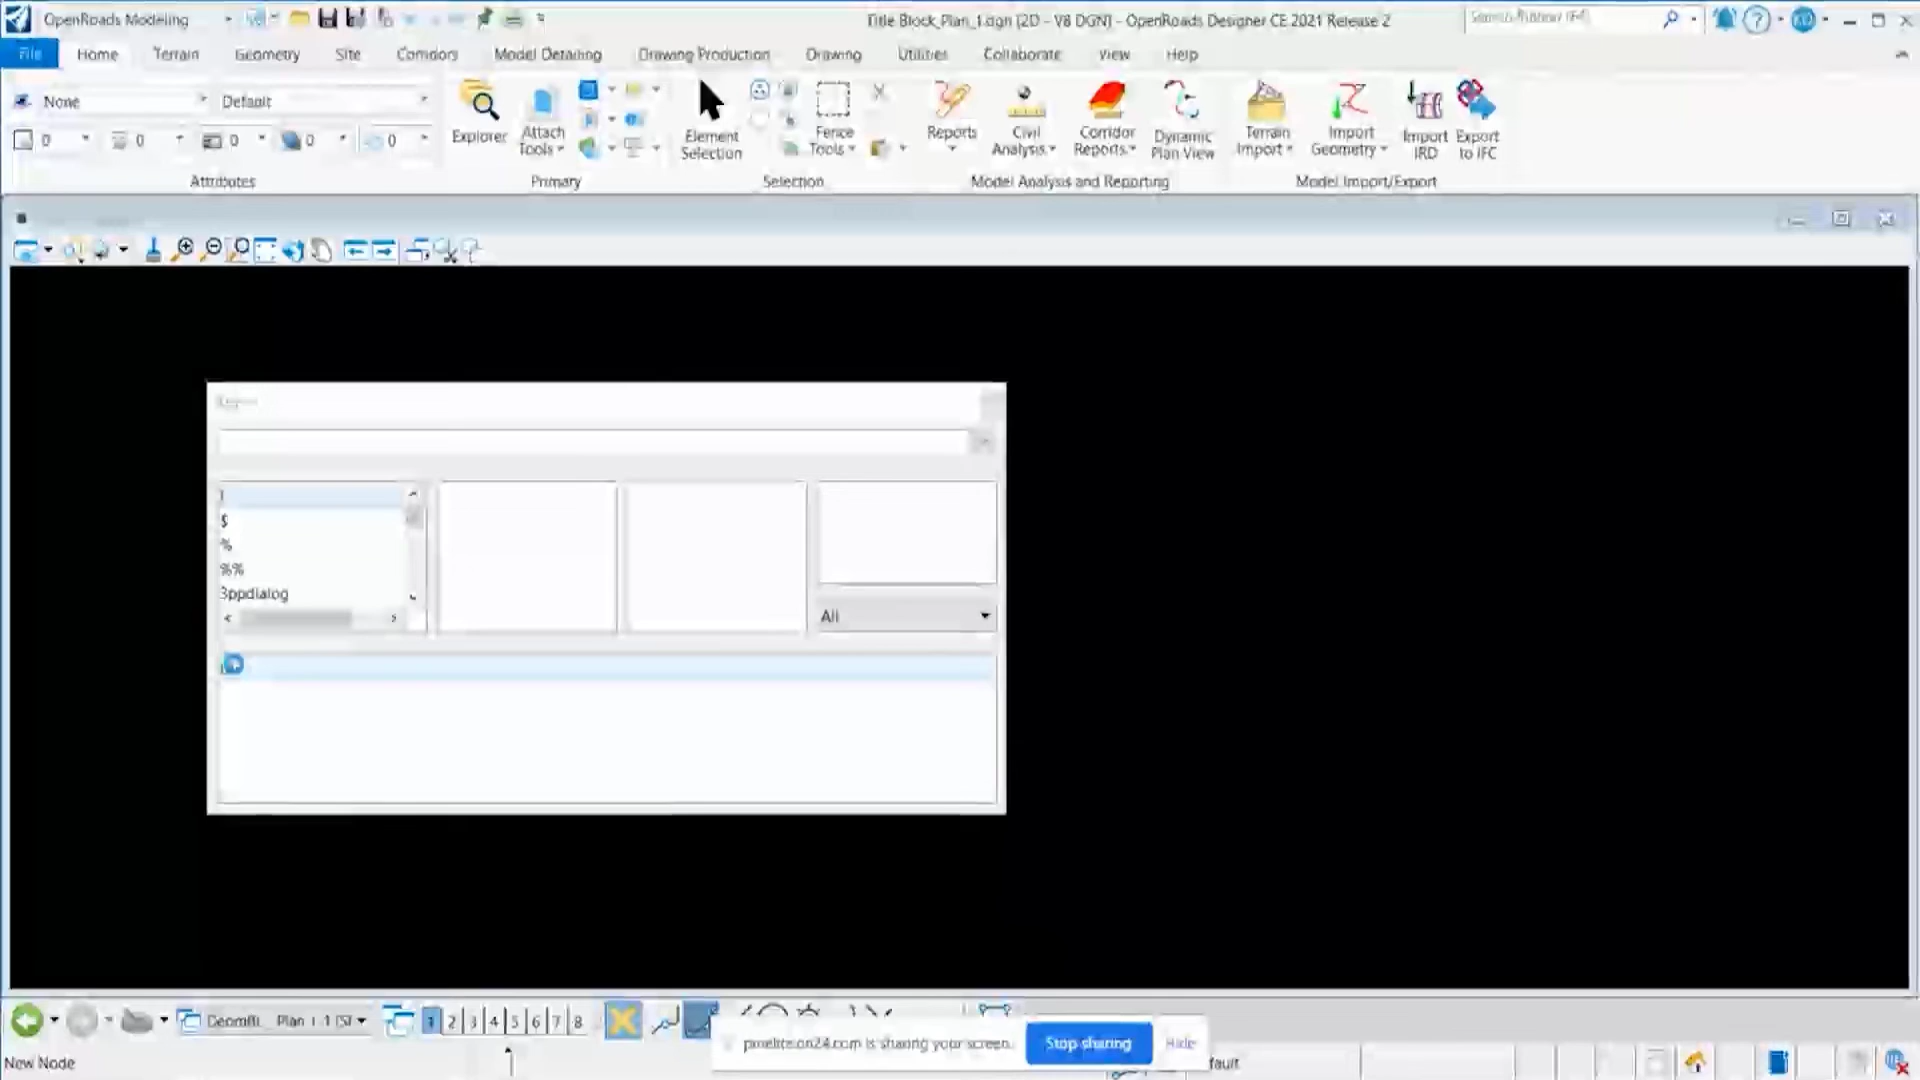 OpenRoads Modeling
Title Block_Plan_1.dgn [2D - V8 DGN] - OpenRoads Designer CE 2021 Release 2
Search Ribbon (F4)
File Home Terrain Geometry Site Corridors Model Detailing Drawing Production Drawing Utilities Collaborate View Help
None Default
0 0 0 0 0
Explorer
Attach Tools
Element Selection
Fence Tools
Reports
Civil Analysis
Corridor Reports
Dynamic Plan View
Terrain Import
Import Geometry
Import IRD
Export to IFC
Attributes Primary Selection Model Analysis and Reporting Model Import/Export
$
%
%%
3ppdialog
All
Plan
1 2 3 4 5 6 7 8
is sharing your screen. Stop sharing Hide
New Node
fault